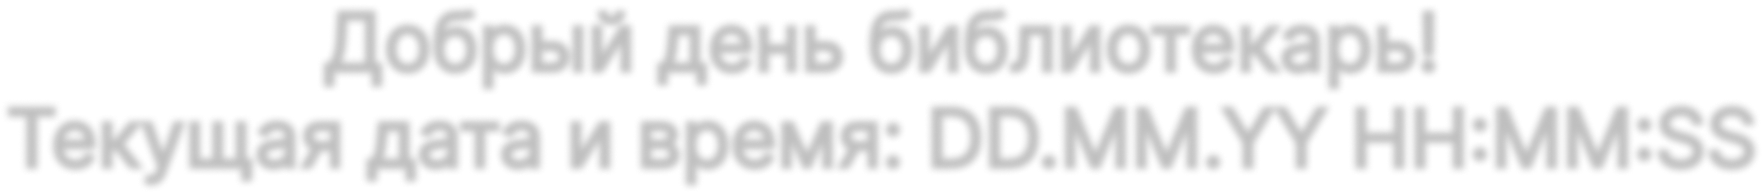 Добрый день библиотекарь!
Текущая дата и время: DD.MM.YY HH:MM:SS